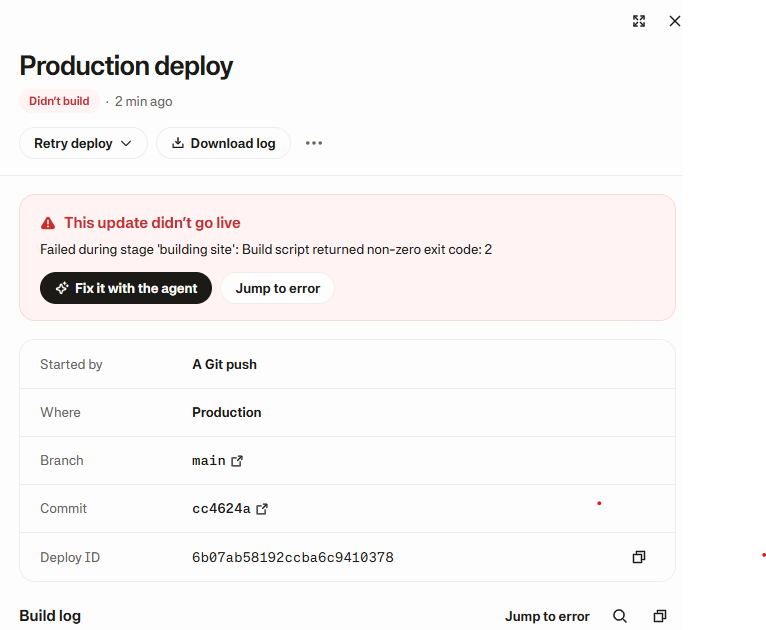 Production deploy
Didn't build · 2 min ago
Retry deploy Download log
This update didn't go live
Failed during stage 'building site': Build script returned non-zero exit code: 2
Fix it with the agent Jump to error
Started by A Git push
Where Production
Branch main
Commit cc4624a
Deploy ID 6b07ab58192ccba6c9410378
Build log Jump to error